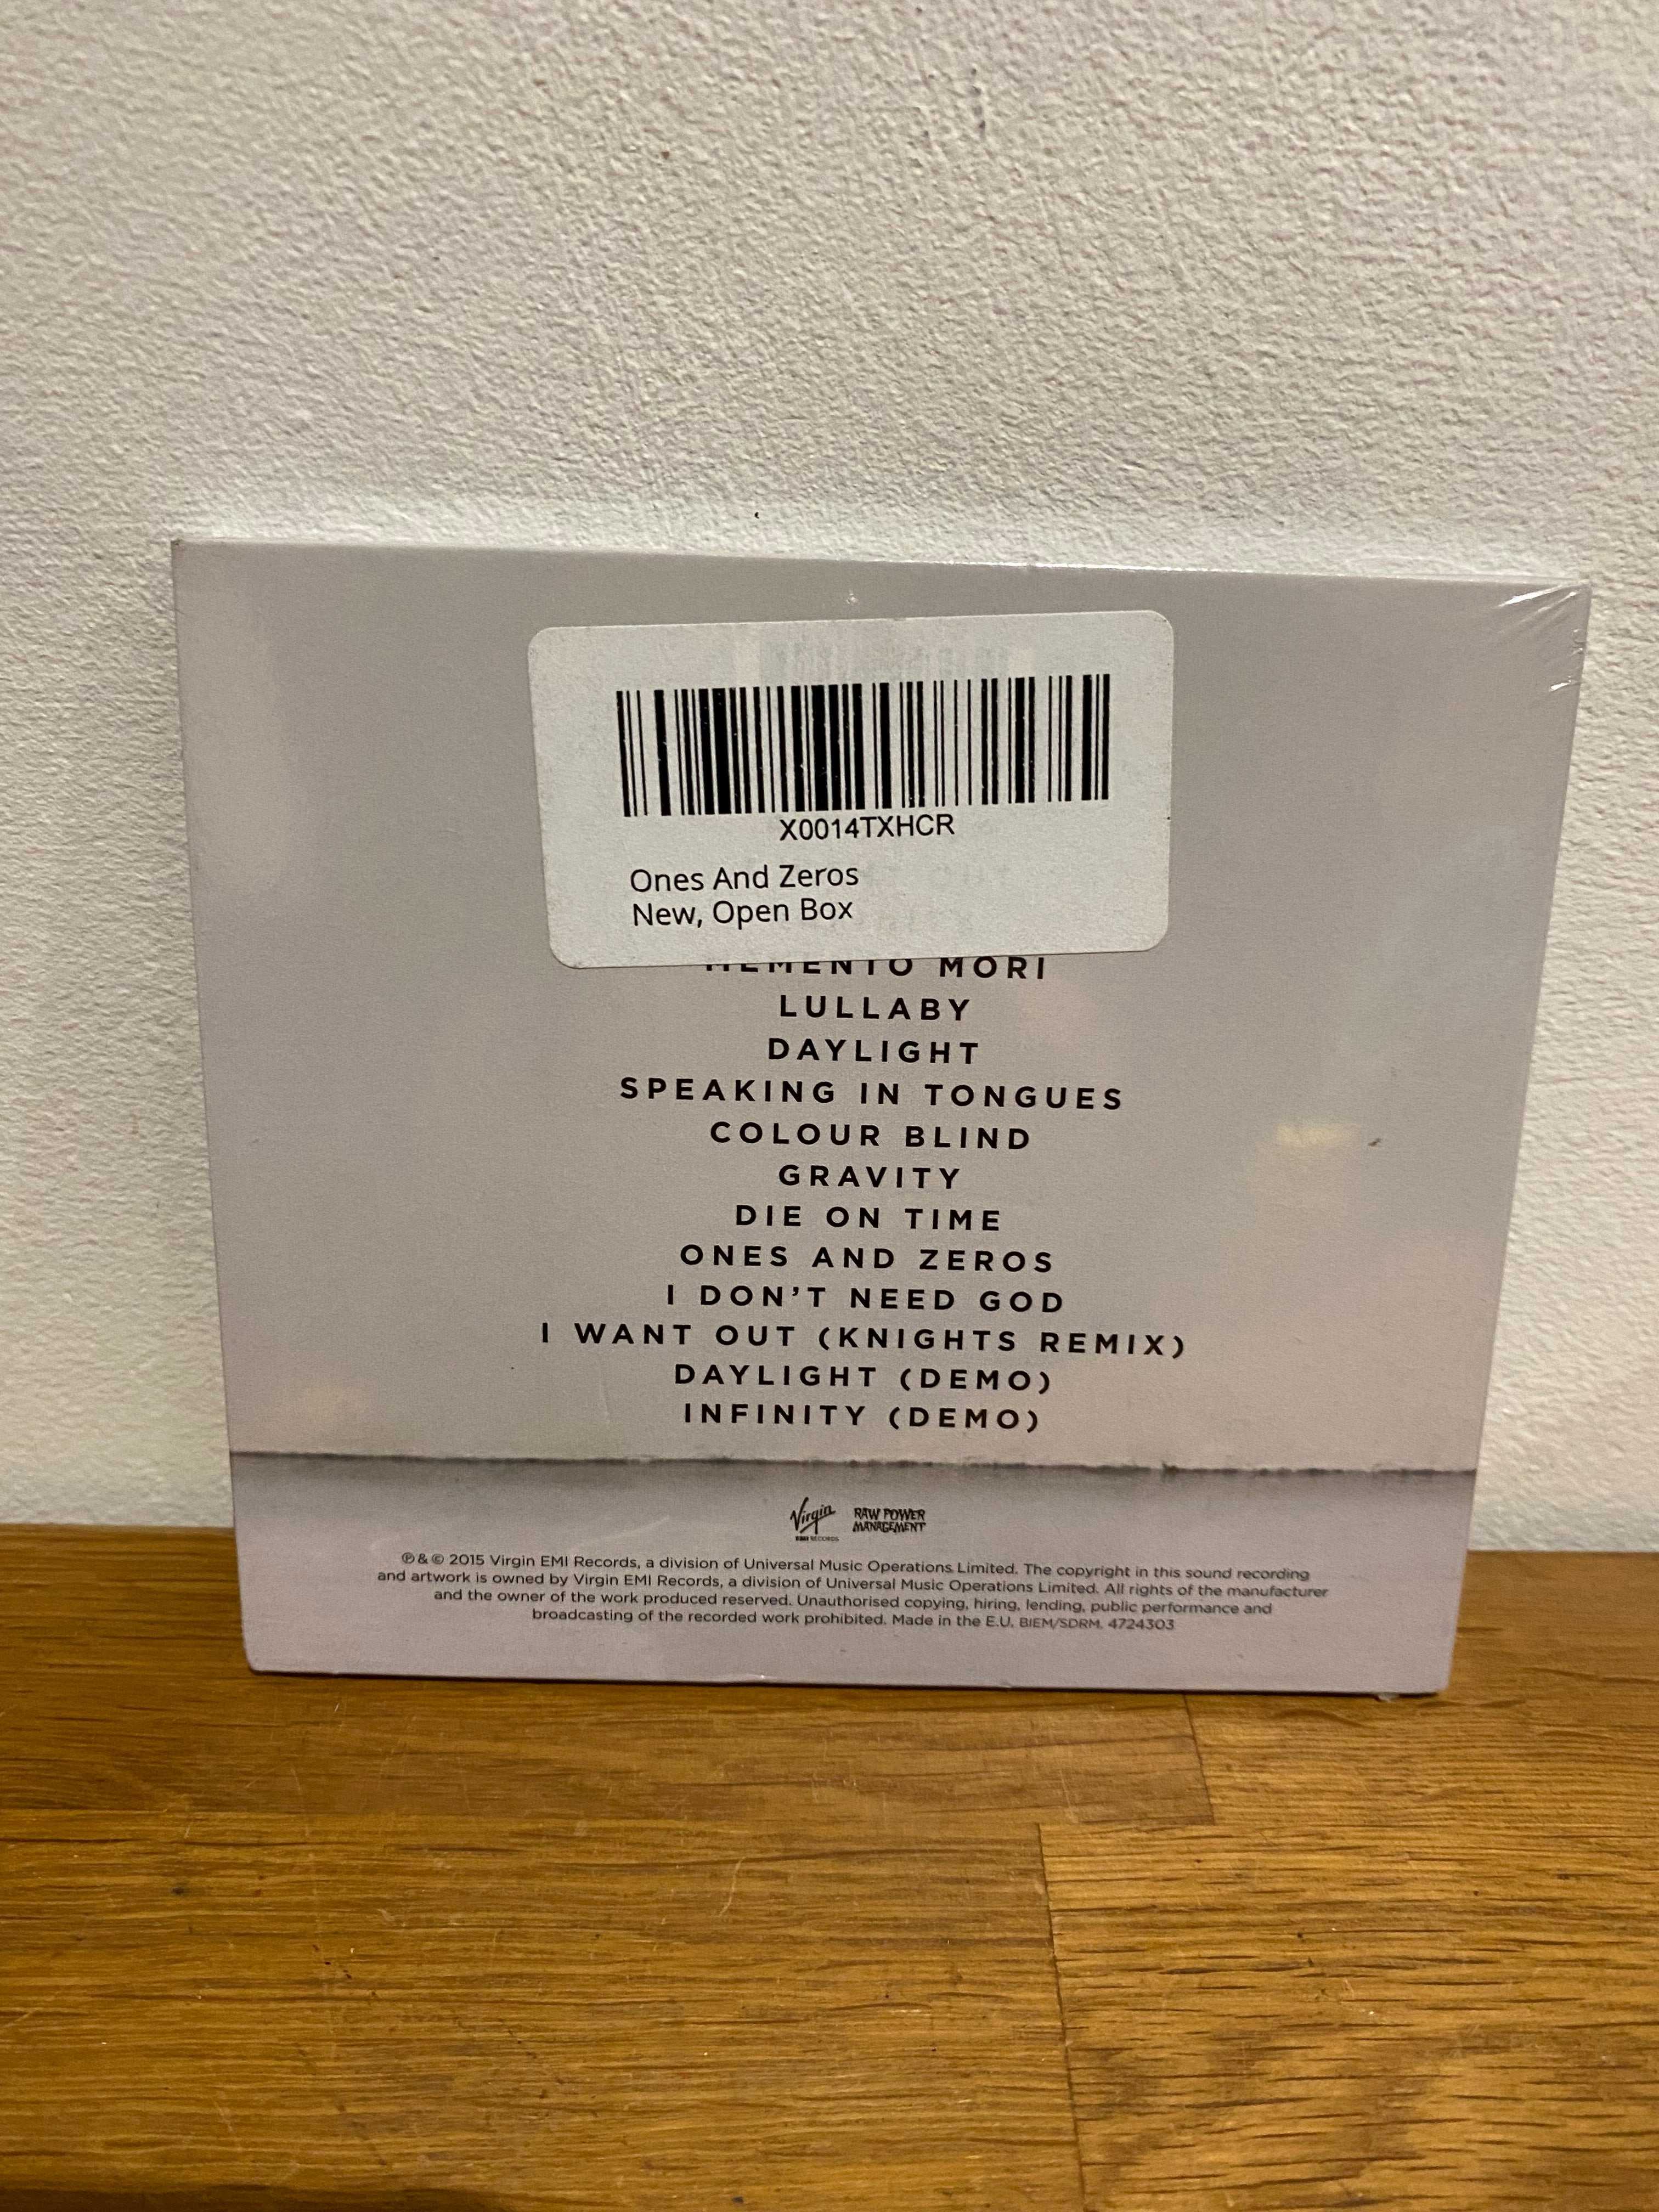 X0014TXHCR
Ones And Zeros
New, Open Box
MEMENTO MORI
LULLABY
DAYLIGHT
SPEAKING IN TONGUES
COLOUR BLIND
GRAVITY
DIE ON TIME
ONES AND ZEROS
I DON'T NEED GOD
I WANT OUT (KNIGHTS REMIX)
DAYLIGHT (DEMO)
INFINITY (DEMO)
Virgin
EMI RECORDS
RAW POWER
MANAGEMENT
℗&© 2015 Virgin EMI Records, a division of Universal Music Operations Limited. The copyright in this sound recording
and artwork is owned by Virgin EMI Records, a division of Universal Music Operations Limited. All rights of the manufacturer
and the owner of the work produced reserved. Unauthorised copying, hiring, lending, public performance and
broadcasting of the recorded work prohibited. Made in the E.U. BIEM/SDRM. 4724303